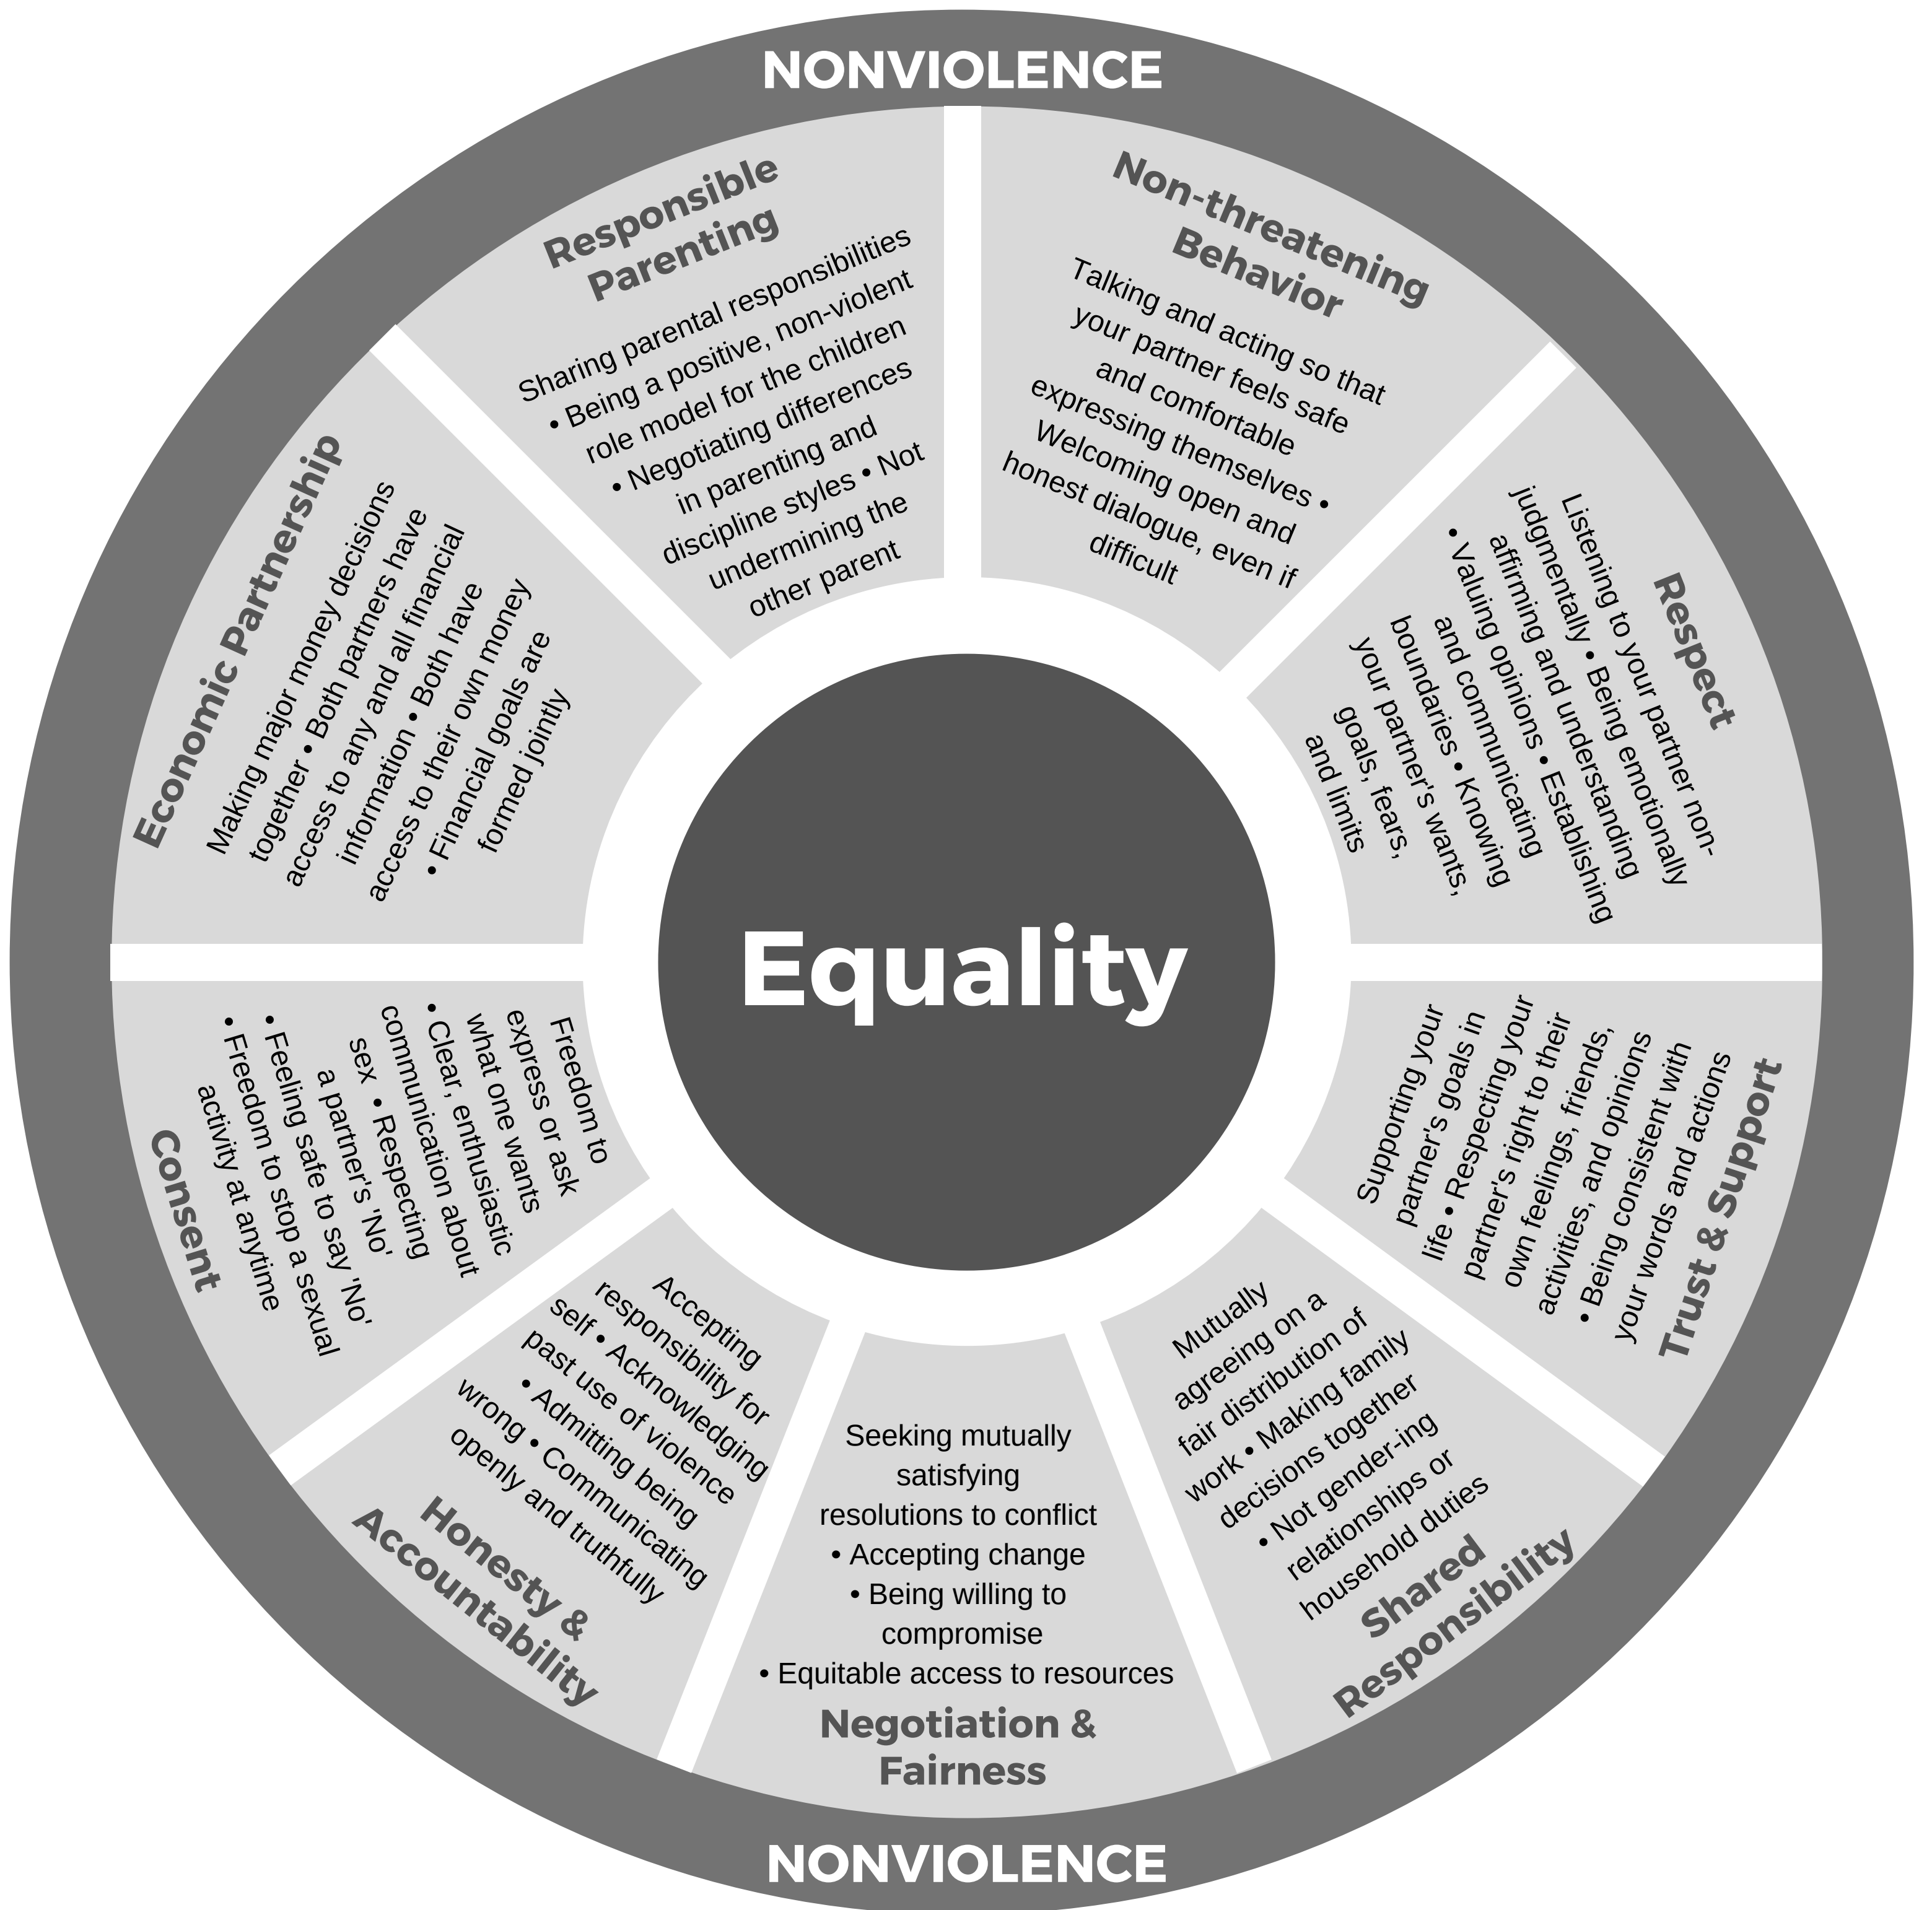 NONVIOLENCE
Non-threatening
Behavior
Talking and acting so that
your partner feels safe
and comfortable
expressing themselves •
Welcoming open and
honest dialogue, even if
difficult
Respect
Listening to your partner non-
judgmentally • Being emotionally
affirming and understanding
• Valuing opinions • Establishing
and communicating
boundaries • Knowing
your partner's wants,
goals, fears,
and limits
Supporting your
partner's goals in
life • Respecting your
partner's right to their
own feelings, friends,
activities, and opinions
• Being consistent with
your words and actions
Trust & Support
Mutually
agreeing on a
fair distribution of
work • Making family
decisions together
• Not gender-ing
relationships or
household duties
Shared
Responsibility
Seeking mutually
satisfying
resolutions to conflict
• Accepting change
• Being willing to
compromise
• Equitable access to resources
Negotiation &
Fairness
Accepting
responsibility for
self • Acknowledging
past use of violence
• Admitting being
wrong • Communicating
openly and truthfully
Honesty &
Accountability
Freedom to
express or ask
what one wants
• Clear, enthusiastic
communication about
sex • Respecting
a partner's 'No'
• Feeling safe to say 'No'
• Freedom to stop a sexual
activity at anytime
Consent
Economic Partnership
Making major money decisions
together • Both partners have
access to any and all financial
information • Both have
access to their own money
• Financial goals are
formed jointly
Responsible
Parenting
Sharing parental responsibilities
• Being a positive, non-violent
role model for the children
• Negotiating differences
in parenting and
discipline styles • Not
undermining the
other parent
Equality
NONVIOLENCE